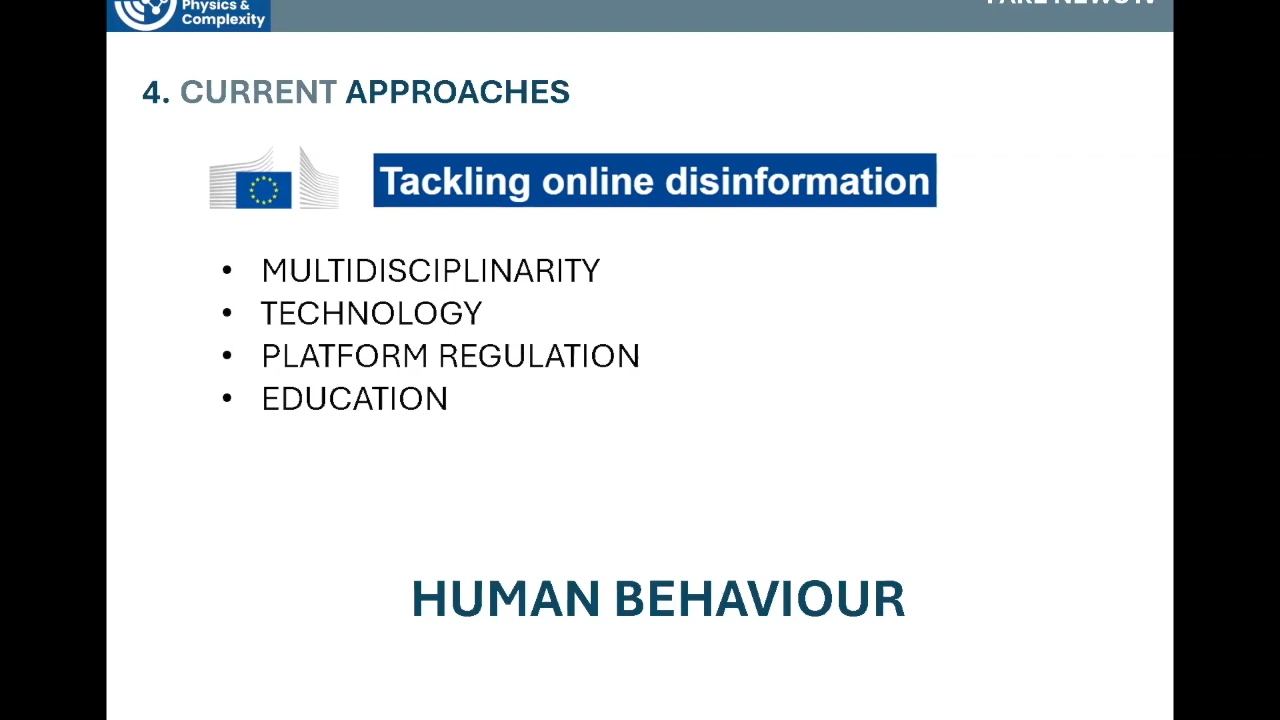 Physics &
Complexity
4. CURRENT APPROACHES
Tackling online disinformation
• MULTIDISCIPLINARITY
• TECHNOLOGY
• PLATFORM REGULATION
• EDUCATION
HUMAN BEHAVIOUR